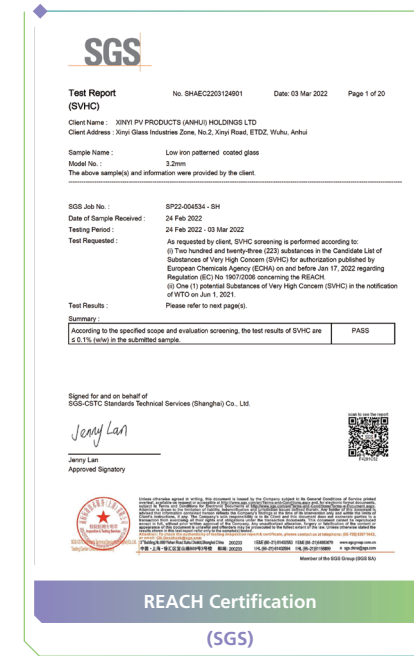 SGS
Test Report No. SHAEC2203124901 Date: 03 Mar 2022 Page 1 of 20
(SVHC)
Client Name : XINYI PV PRODUCTS (ANHUI) HOLDINGS LTD
Client Address : Xinyi Glass Industries Zone, No.2, Xinyi Road, ETDZ, Wuhu, Anhui
Sample Name : Low iron patterned coated glass
Model No. : 3.2mm
The above sample(s) and information were provided by the client.
SGS Job No. : SP22-004534 - SH
Date of Sample Received : 24 Feb 2022
Testing Period : 24 Feb 2022 - 03 Mar 2022
Test Requested : As requested by client, SVHC screening is performed according to:
(i) Two hundred and twenty-three (223) substances in the Candidate List of
Substances of Very High Concern (SVHC) for authorization published by
European Chemicals Agency (ECHA) on and before Jan 17, 2022 regarding
Regulation (EC) No 1907/2006 concerning the REACH.
(ii) One (1) potential Substances of Very High Concern (SVHC) in the notification
of WTO on Jun 1, 2021.
Test Results : Please refer to next page(s).
Summary :
According to the specified scope and evaluation screening, the test results of SVHC are PASS
≤ 0.1% (w/w) in the submitted sample.
Signed for and on behalf of
SGS-CSTC Standards Technical Services (Shanghai) Co., Ltd.
scan to see the report
Jenny Lan
Jenny Lan
Approved Signatory
Member of the SGS Group (SGS SA)
REACH Certification
(SGS)